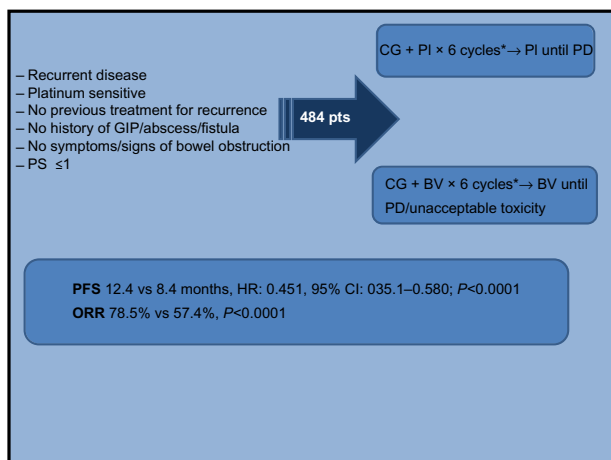 CG + PI × 6 cycles*→ PI until PD
– Recurrent disease
– Platinum sensitive
– No previous treatment for recurrence
– No history of GIP/abscess/fistula
– No symptoms/signs of bowel obstruction
– PS ≤1
484 pts
CG + BV × 6 cycles*→ BV until
PD/unacceptable toxicity
PFS 12.4 vs 8.4 months, HR: 0.451, 95% CI: 035.1–0.580; P<0.0001
ORR 78.5% vs 57.4%, P<0.0001